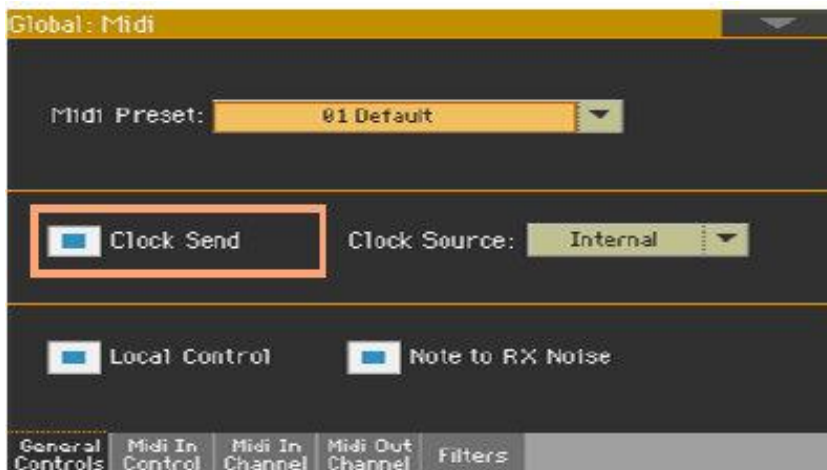 Global: Midi
Midi Preset: 01 Default
Clock Send Clock Source: Internal
Local Control Note to RX Noise
General Controls Midi In Control Midi In Channel Midi Out Channel Filters